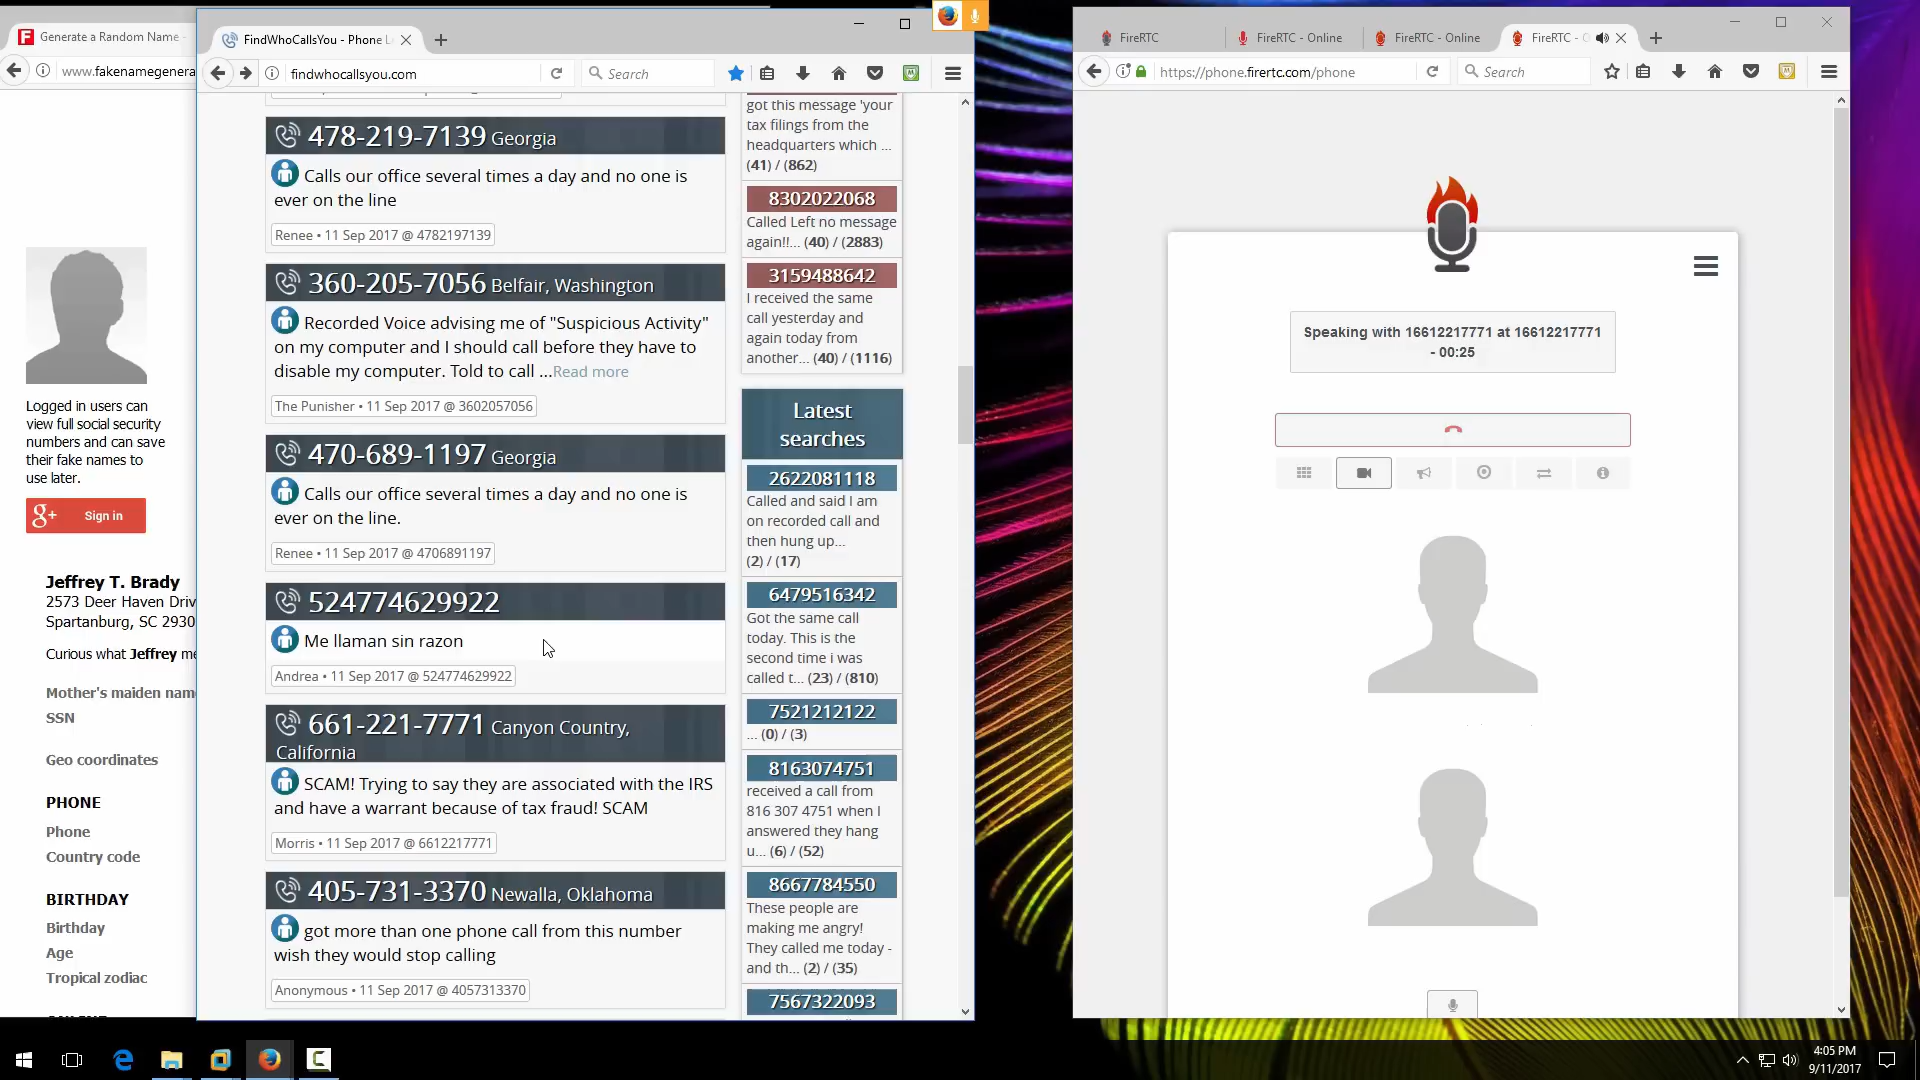 Generate a Random Name -
www.fakenamegenera
Logged in users can
view full social security
numbers and can save
their fake names to
use later.
g+ Sign in
Jeffrey T. Brady
2573 Deer Haven Driv
Spartanburg, SC 2930
Curious what Jeffrey me
Mother's maiden nam
SSN
Geo coordinates
PHONE
Phone
Country code
BIRTHDAY
Birthday
Age
Tropical zodiac
FindWhoCallsYou - Phone L
findwhocallsyou.com
Search
478-219-7139 Georgia
Calls our office several times a day and no one is
ever on the line
Renee • 11 Sep 2017 @ 4782197139
360-205-7056 Belfair, Washington
Recorded Voice advising me of "Suspicious Activity"
on my computer and I should call before they have to
disable my computer. Told to call ...Read more
The Punisher • 11 Sep 2017 @ 3602057056
470-689-1197 Georgia
Calls our office several times a day and no one is
ever on the line.
Renee • 11 Sep 2017 @ 4706891197
524774629922
Me llaman sin razon
Andrea • 11 Sep 2017 @ 524774629922
661-221-7771 Canyon Country,
California
SCAM! Trying to say they are associated with the IRS
and have a warrant because of tax fraud! SCAM
Morris • 11 Sep 2017 @ 6612217771
405-731-3370 Newalla, Oklahoma
got more than one phone call from this number
wish they would stop calling
Anonymous • 11 Sep 2017 @ 4057313370
got this message 'your
tax filings from the
headquarters which ...
(41) / (862)
8302022068
Called Left no message
again!!... (40) / (2883)
3159488642
I received the same
call yesterday and
again today from
another... (40) / (1116)
Latest
searches
2622081118
Called and said I am
on recorded call and
then hung up...
(2) / (17)
6479516342
Got the same call
today. This is the
second time i was
called t... (23) / (810)
7521212122
... (0) / (3)
8163074751
received a call from
816 307 4751 when I
answered they hang
u... (6) / (52)
8667784550
These people are
making me angry!
They called me today -
and th... (2) / (35)
7567322093
FireRTC
FireRTC - Online
FireRTC - Online
FireRTC - O
https://phone.firertc.com/phone
Search
Speaking with 16612217771 at 16612217771
- 00:25
4:05 PM
9/11/2017